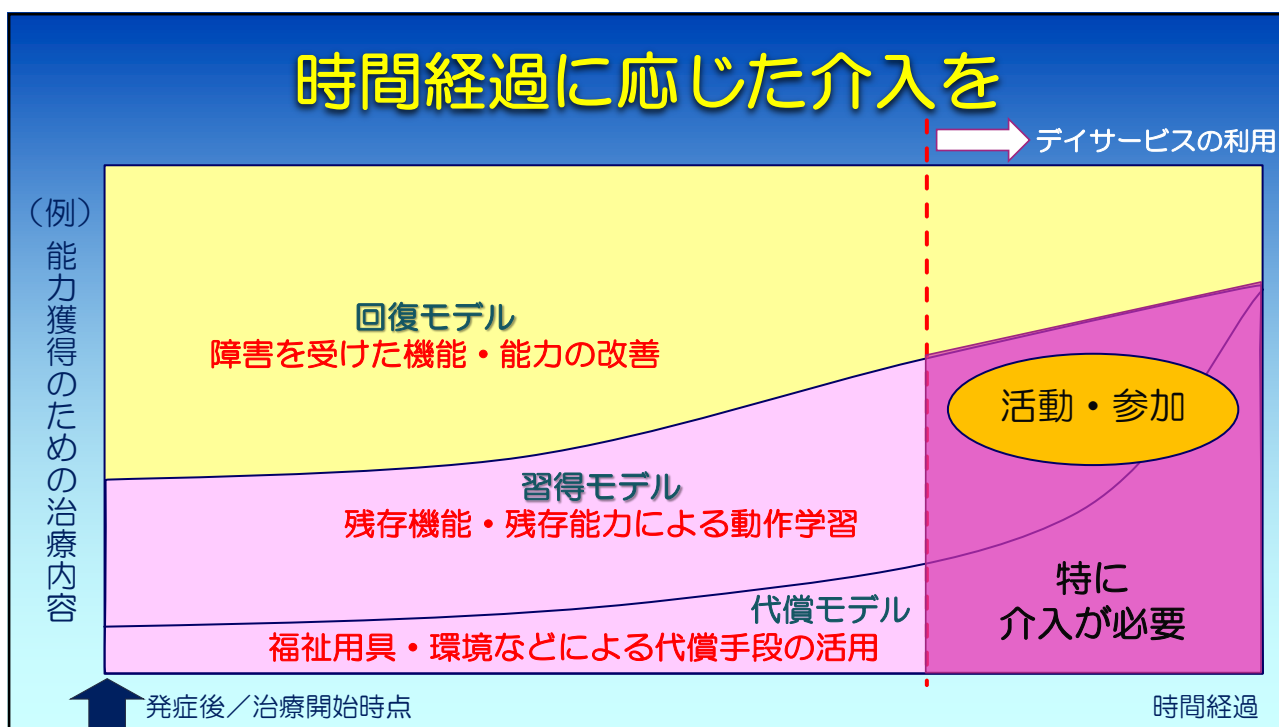 時間経過に応じた介入を
デイサービスの利用
（例）能力獲得のための治療内容
回復モデル
障害を受けた機能・能力の改善
活動・参加
習得モデル
残存機能・残存能力による動作学習
特に
介入が必要
代償モデル
福祉用具・環境などによる代償手段の活用
発症後／治療開始時点
時間経過